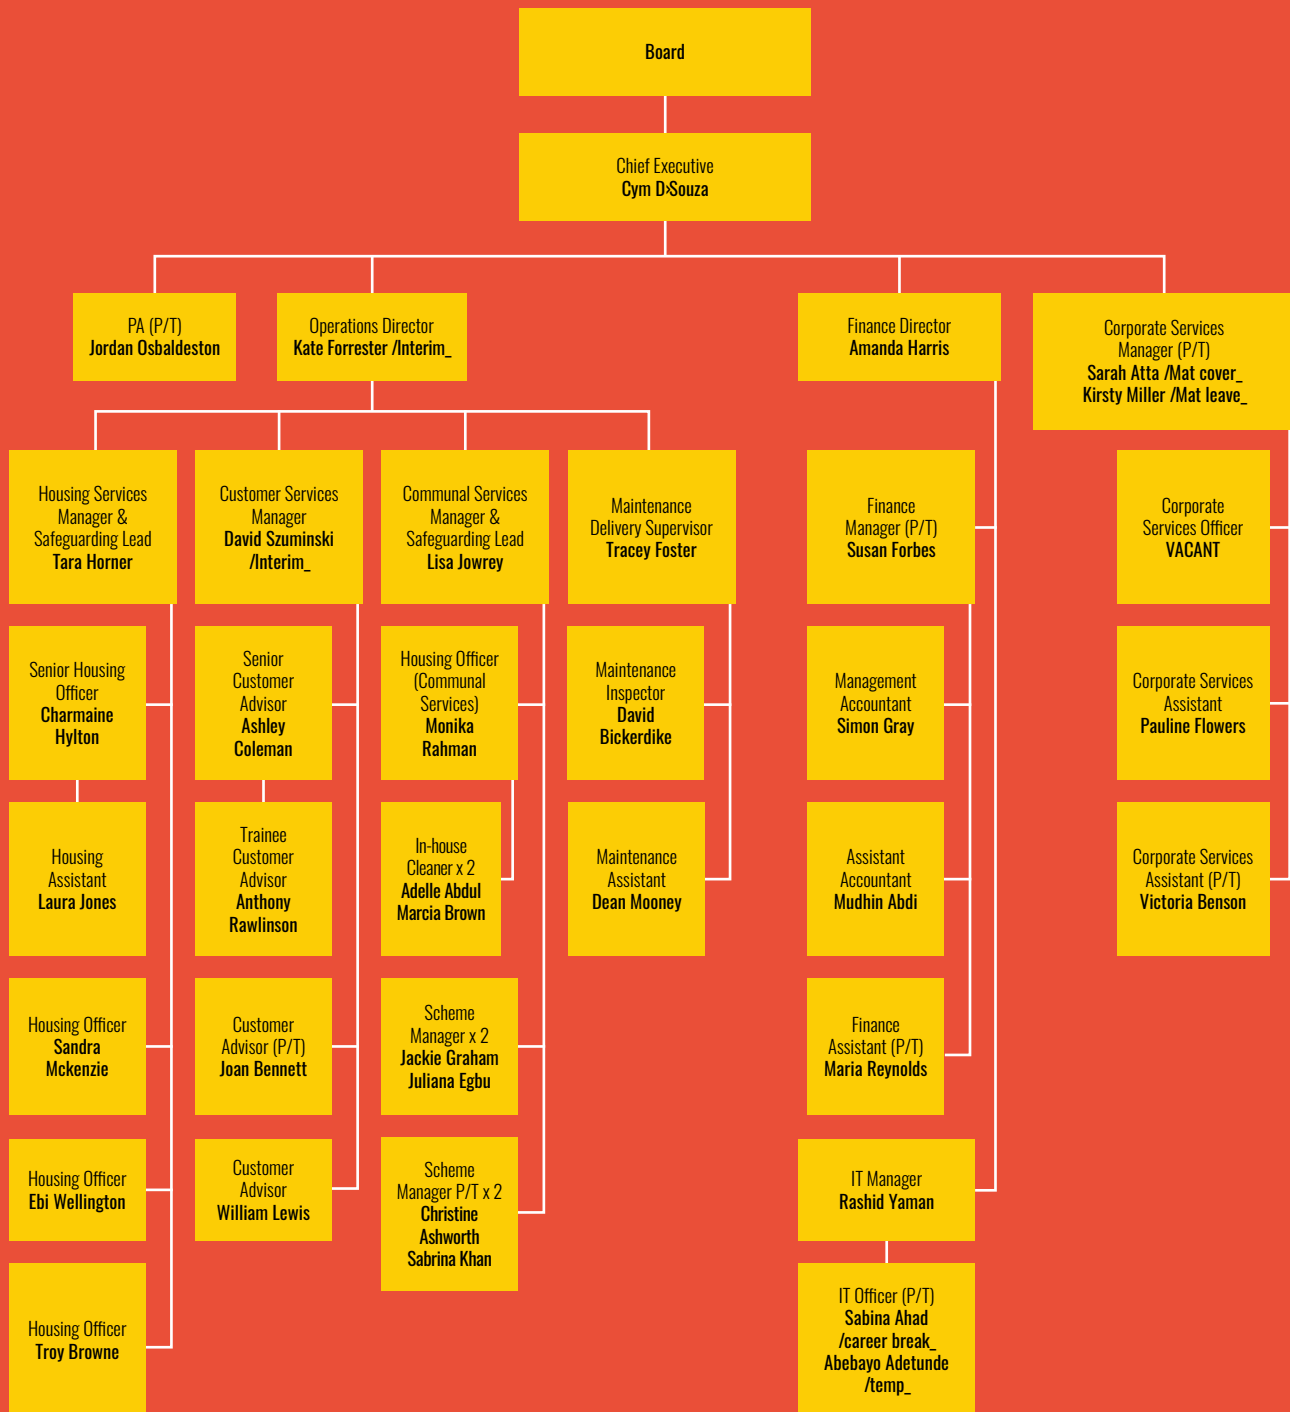 Board
Chief Executive
Cym D›Souza
PA (P/T)
Jordan Osbaldeston
Operations Director
Kate Forrester /Interim_
Finance Director
Amanda Harris
Corporate Services
Manager (P/T)
Sarah Atta /Mat cover_
Kirsty Miller /Mat leave_
Housing Services
Manager &
Safeguarding Lead
Tara Horner
Customer Services
Manager
David Szuminski
/Interim_
Communal Services
Manager &
Safeguarding Lead
Lisa Jowrey
Maintenance
Delivery Supervisor
Tracey Foster
Finance
Manager (P/T)
Susan Forbes
Corporate
Services Officer
VACANT
Senior Housing
Officer
Charmaine
Hylton
Senior
Customer
Advisor
Ashley
Coleman
Housing Officer
(Communal
Services)
Monika
Rahman
Maintenance
Inspector
David
Bickerdike
Management
Accountant
Simon Gray
Corporate Services
Assistant
Pauline Flowers
Housing
Assistant
Laura Jones
Trainee
Customer
Advisor
Anthony
Rawlinson
In-house
Cleaner x 2
Adelle Abdul
Marcia Brown
Maintenance
Assistant
Dean Mooney
Assistant
Accountant
Mudhin Abdi
Corporate Services
Assistant (P/T)
Victoria Benson
Housing Officer
Sandra
Mckenzie
Customer
Advisor (P/T)
Joan Bennett
Scheme
Manager x 2
Jackie Graham
Juliana Egbu
Finance
Assistant (P/T)
Maria Reynolds
Housing Officer
Ebi Wellington
Customer
Advisor
William Lewis
Scheme
Manager P/T x 2
Christine
Ashworth
Sabrina Khan
IT Manager
Rashid Yaman
Housing Officer
Troy Browne
IT Officer (P/T)
Sabina Ahad
/career break_
Abebayo Adetunde
/temp_